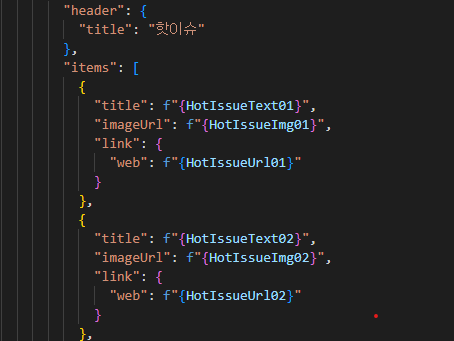 "header": {
"title": "핫이슈"
},
"items": [
{
"title": f"{HotIssueText01}",
"imageUrl": f"{HotIssueImg01}",
"link": {
"web": f"{HotIssueUrl01}"
}
},
{
"title": f"{HotIssueText02}",
"imageUrl": f"{HotIssueImg02}",
"link": {
"web": f"{HotIssueUrl02}"
}
},